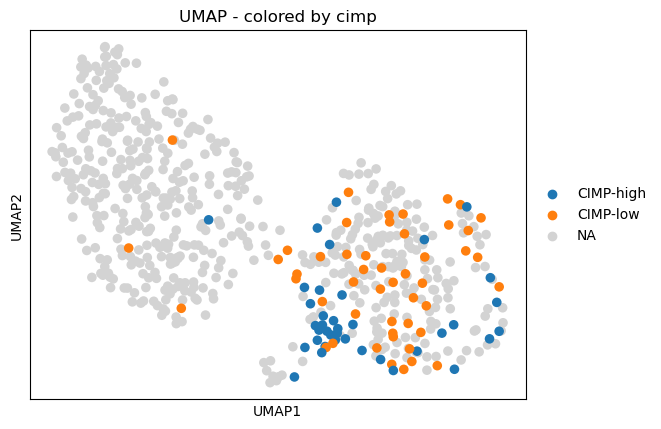 UMAP - colored by cimp
UMAP2
CIMP-high
CIMP-low
NA
UMAP1